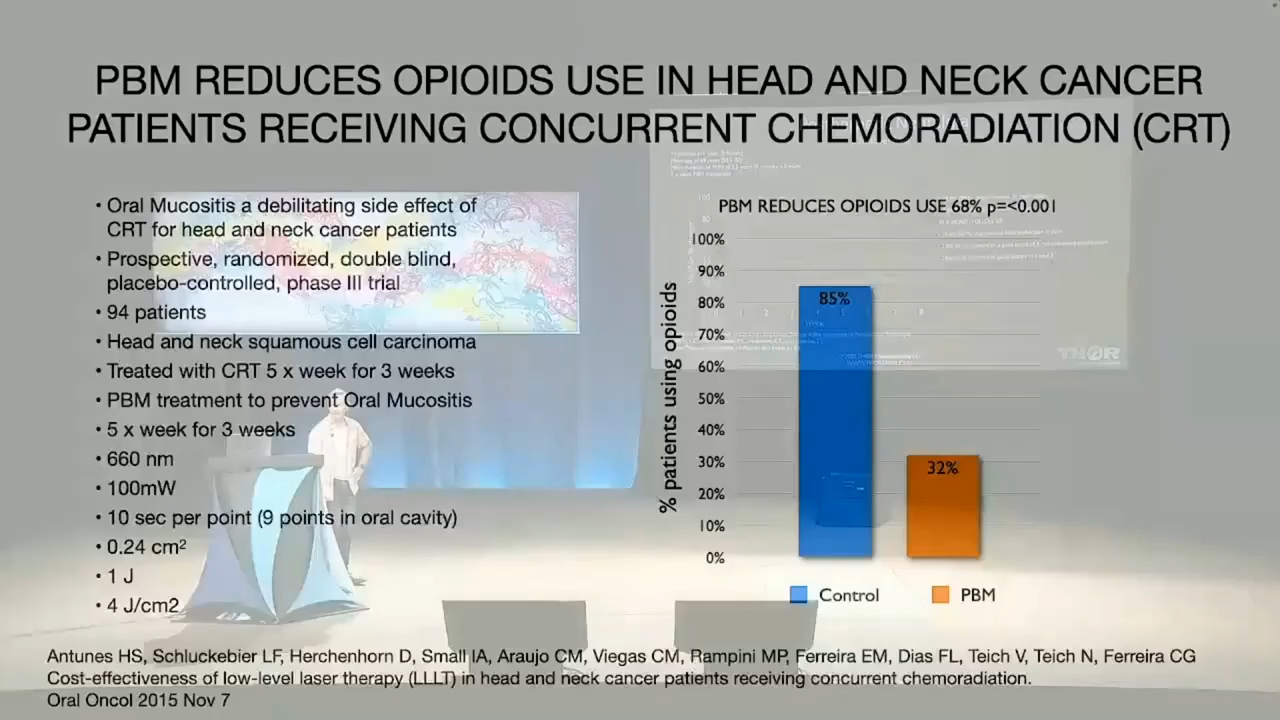 PBM REDUCES OPIOIDS USE IN HEAD AND NECK CANCER
PATIENTS RECEIVING CONCURRENT CHEMORADIATION (CRT)
• Oral Mucositis a debilitating side effect of
CRT for head and neck cancer patients
• Prospective, randomized, double blind,
placebo-controlled, phase III trial
• 94 patients
• Head and neck squamous cell carcinoma
• Treated with CRT 5 x week for 3 weeks
• PBM treatment to prevent Oral Mucositis
• 5 x week for 3 weeks
• 660 nm
• 100mW
• 10 sec per point (9 points in oral cavity)
• 0.24 cm²
• 1 J
• 4 J/cm2
PBM REDUCES OPIOIDS USE 68% p=<0.001
% patients using opioids
100%
90%
80%
70%
60%
50%
40%
30%
20%
10%
0%
85%
32%
Control
PBM
THOR
Antunes HS, Schluckebier LF, Herchenhorn D, Small IA, Araujo CM, Viegas CM, Rampini MP, Ferreira EM, Dias FL, Teich V, Teich N, Ferreira CG
Cost-effectiveness of low-level laser therapy (LLLT) in head and neck cancer patients receiving concurrent chemoradiation.
Oral Oncol 2015 Nov 7